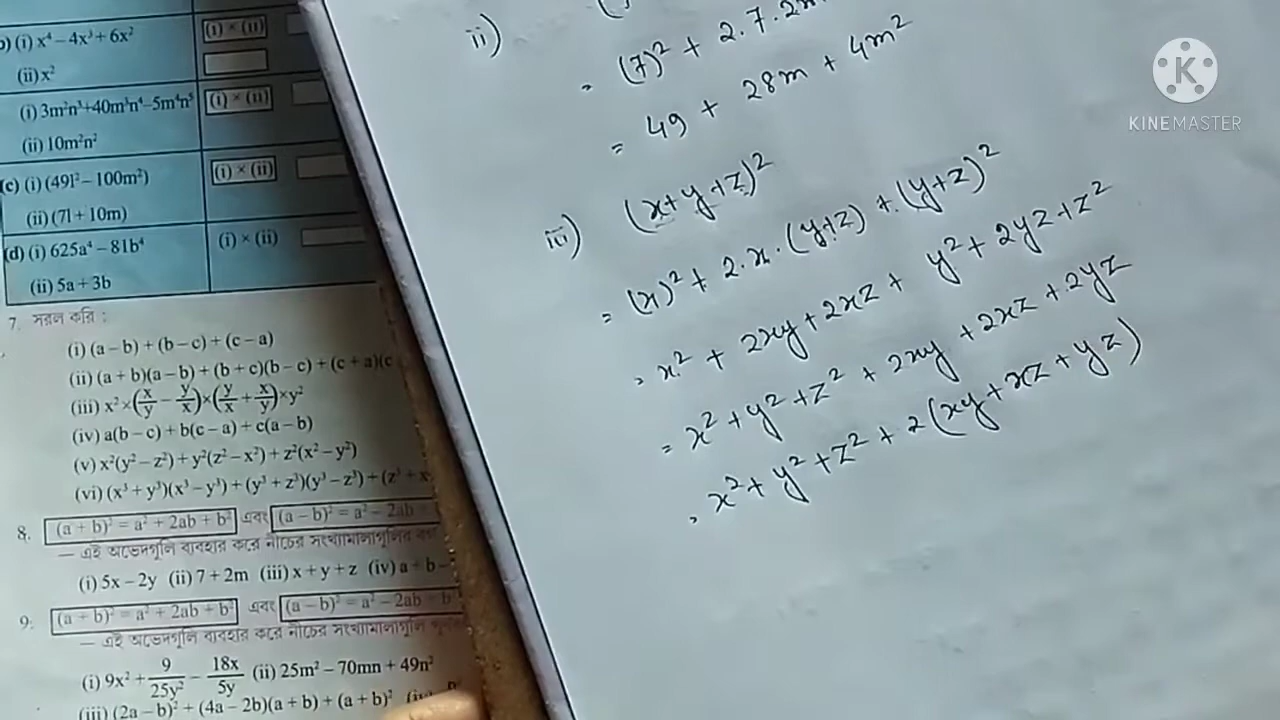 b) (i) x⁴ – 4x³ + 6x² (i) × (ii)
(ii) x²
(i) 3m²n³+40m³n⁴–5m⁴n⁵ (i) × (ii)
(ii) 10m²n²
(c) (i) (49l² – 100m²) (i) × (ii)
(ii) (7l + 10m)
(d) (i) 625a⁴ – 81b⁴ (i) × (ii)
(ii) 5a + 3b
7. সরল করি :
(i) (a – b) + (b – c) + (c – a)
(ii) (a + b)(a – b) + (b + c)(b – c) + (c + a)(c
(iii) x² × (x/y – y/x) × (y/x + x/y) × y²
(iv) a(b – c) + b(c – a) + c(a – b)
(v) x²(y² – z²) + y²(z² – x²) + z²(x² – y²)
(vi) (x³ + y³)(x³ – y³) + (y³ + z³)(y³ – z³) + (z³ + x
8. (a + b)² = a² + 2ab + b² এবং (a – b)² = a² – 2ab +
— এই অভেদগুলি ব্যবহার করে নীচের সংখ্যামালাগুলির বর্গ
(i) 5x – 2y (ii) 7 + 2m (iii) x + y + z (iv) a + b –
9. (a + b)² = a² + 2ab + b² এবং (a – b)² = a² – 2ab + b²
— এই অভেদগুলি ব্যবহার করে নীচের সংখ্যামালাগুলি
(i) 9x² + 9/25y² – 18x/5y (ii) 25m² – 70mn + 49n²
(iii) (2a – b)² + (4a – 2b)(a + b) + (a + b)²
ii)
= (7)² + 2.7.2m
= 49 + 28m + 4m²
iii) (x+y+z)²
= (x)² + 2.x.(y+z) + (y+z)²
= x² + 2xy + 2xz + y² + 2yz + z²
= x² + y² + z² + 2xy + 2xz + 2yz
= x² + y² + z² + 2(xy + xz + yz)
K
KINEMASTER